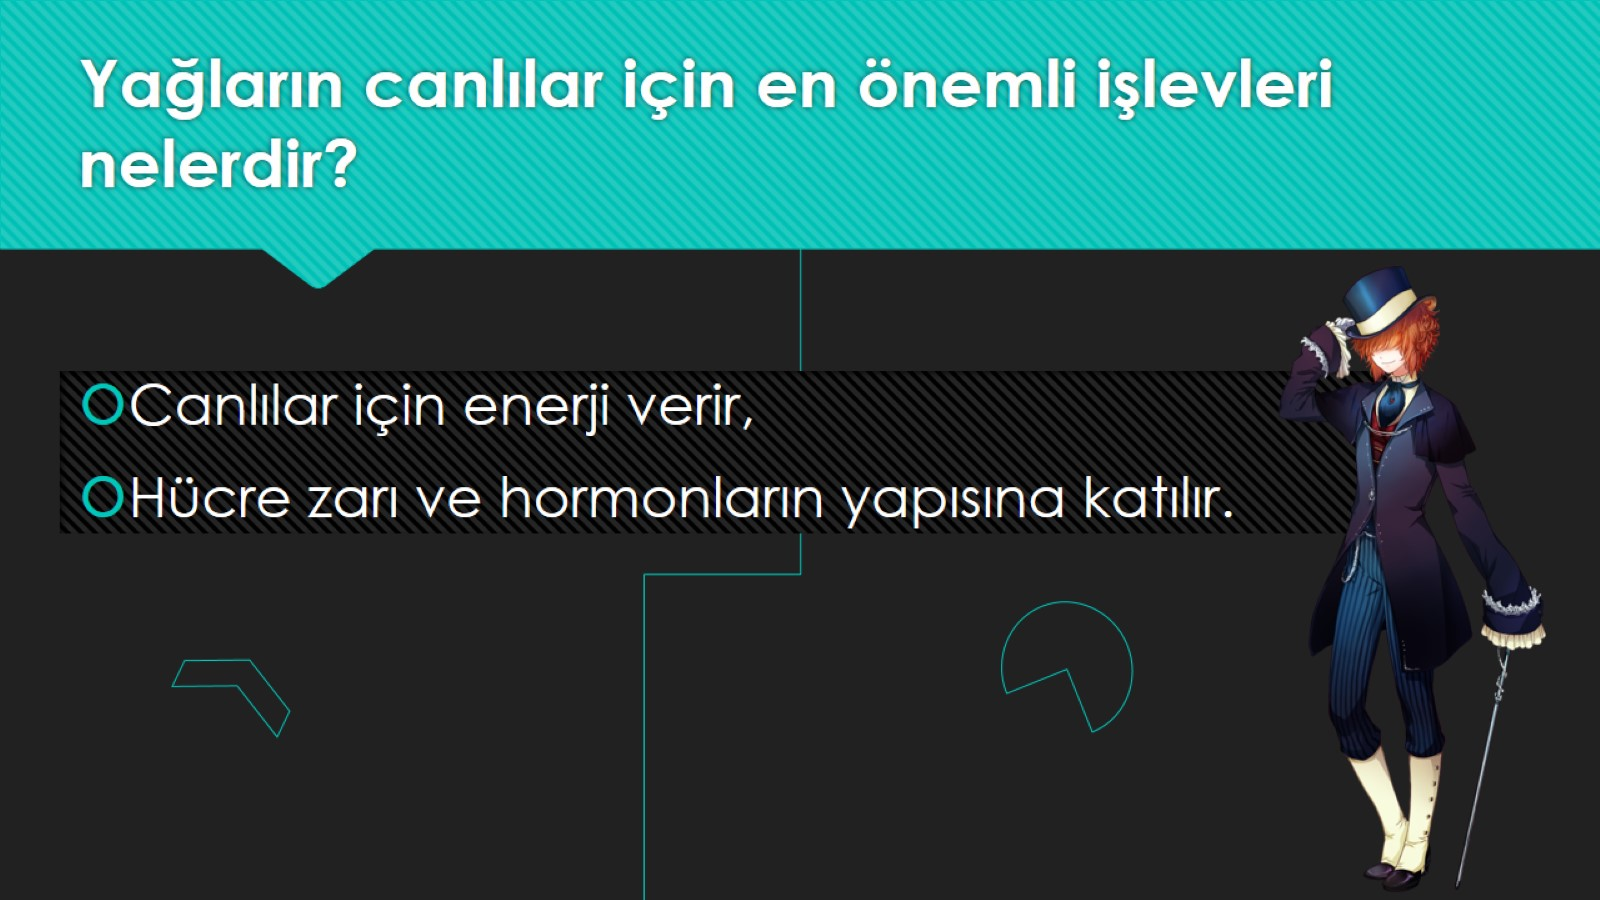 Yağların canlılar için en önemli işlevleri
nelerdir?
Canlılar için enerji verir,
Hücre zarı ve hormonların yapısına katılır.